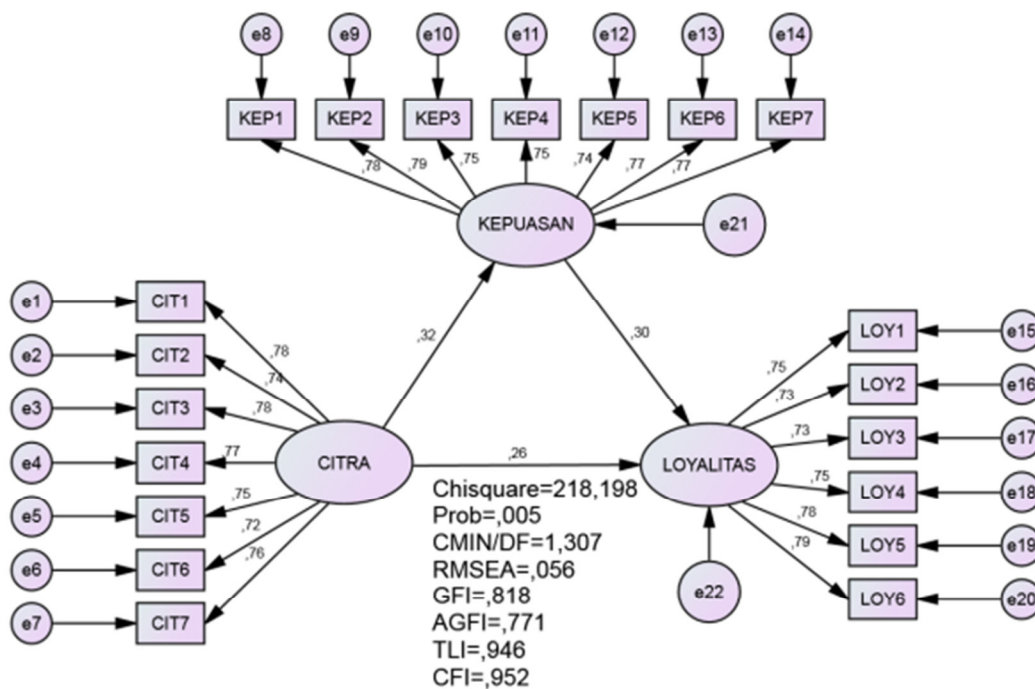 e8 e9 e10 e11 e12 e13 e14
KEP1 KEP2 KEP3 KEP4 KEP5 KEP6 KEP7
,78 ,79 ,75 ,75 ,74 ,77 ,77
KEPUASAN e21
e1 CIT1
e2 CIT2
e3 CIT3
e4 CIT4
e5 CIT5
e6 CIT6
e7 CIT7
,78
,74
,78
,77
,75
,72
,76
CITRA
,32
,30
,26
LOYALITAS
,75
,73
,73
,75
,78
,79
LOY1 e15
LOY2 e16
LOY3 e17
LOY4 e18
LOY5 e19
LOY6 e20
e22
Chisquare=218,198
Prob=,005
CMIN/DF=1,307
RMSEA=,056
GFI=,818
AGFI=,771
TLI=,946
CFI=,952